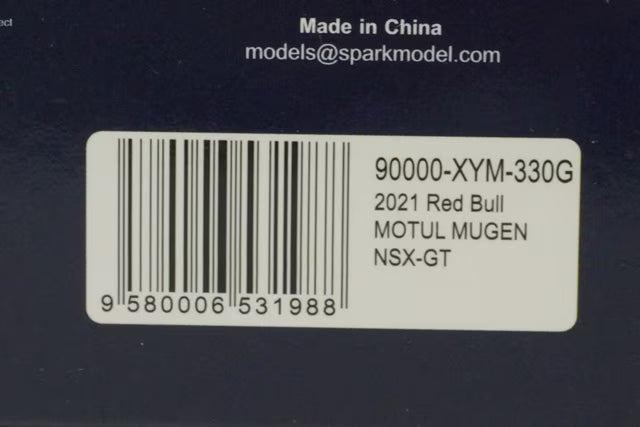 ect
Made in China
models@sparkmodel.com
90000-XYM-330G
2021 Red Bull
MOTUL MUGEN
NSX-GT
9 580006 531988